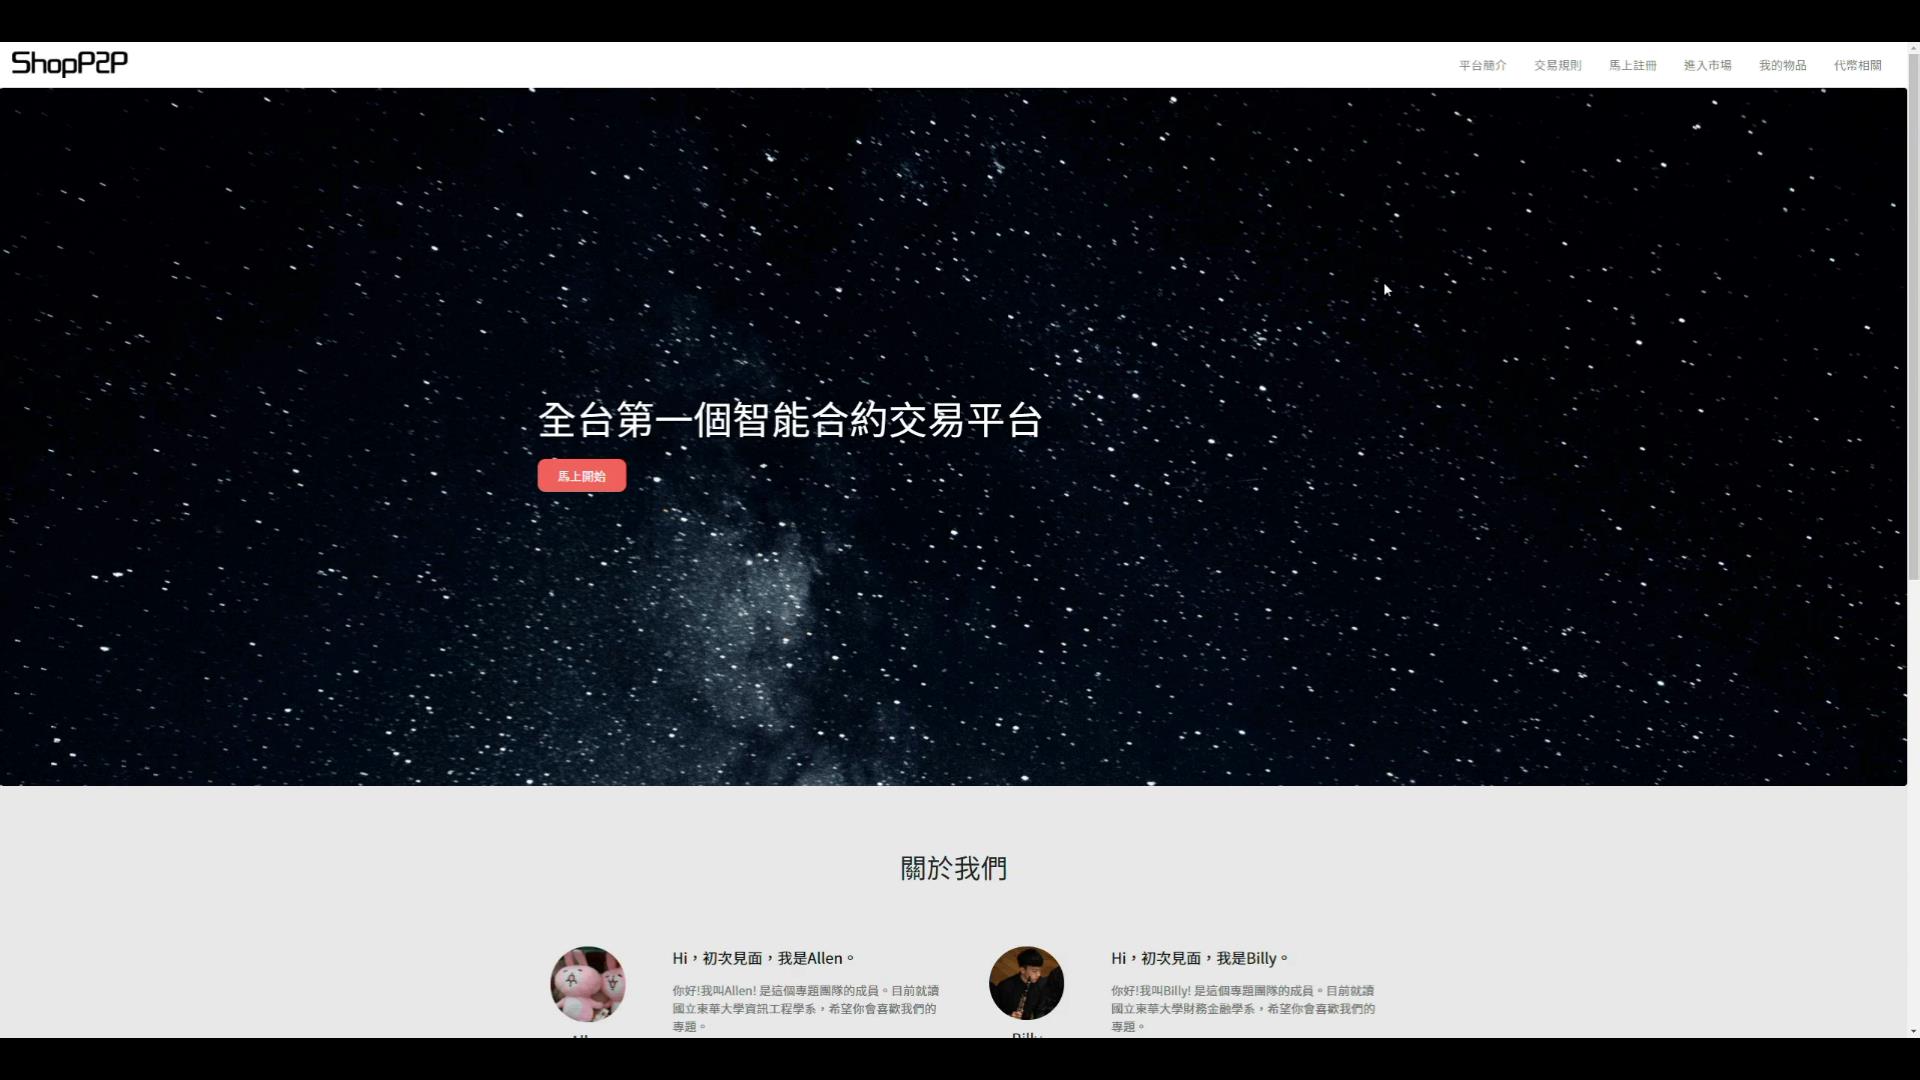 ShopP2P
平台簡介 交易規則 馬上註冊 進入市場 我的物品 代幣相關
全台第一個智能合約交易平台
馬上開始
關於我們
Hi，初次見面，我是Allen。
你好!我叫Allen! 是這個專題團隊的成員。目前就讀
國立東華大學資訊工程學系，希望你會喜歡我們的
專題。
Hi，初次見面，我是Billy。
你好!我叫Billy! 是這個專題團隊的成員。目前就讀
國立東華大學財務金融學系，希望你會喜歡我們的
專題。